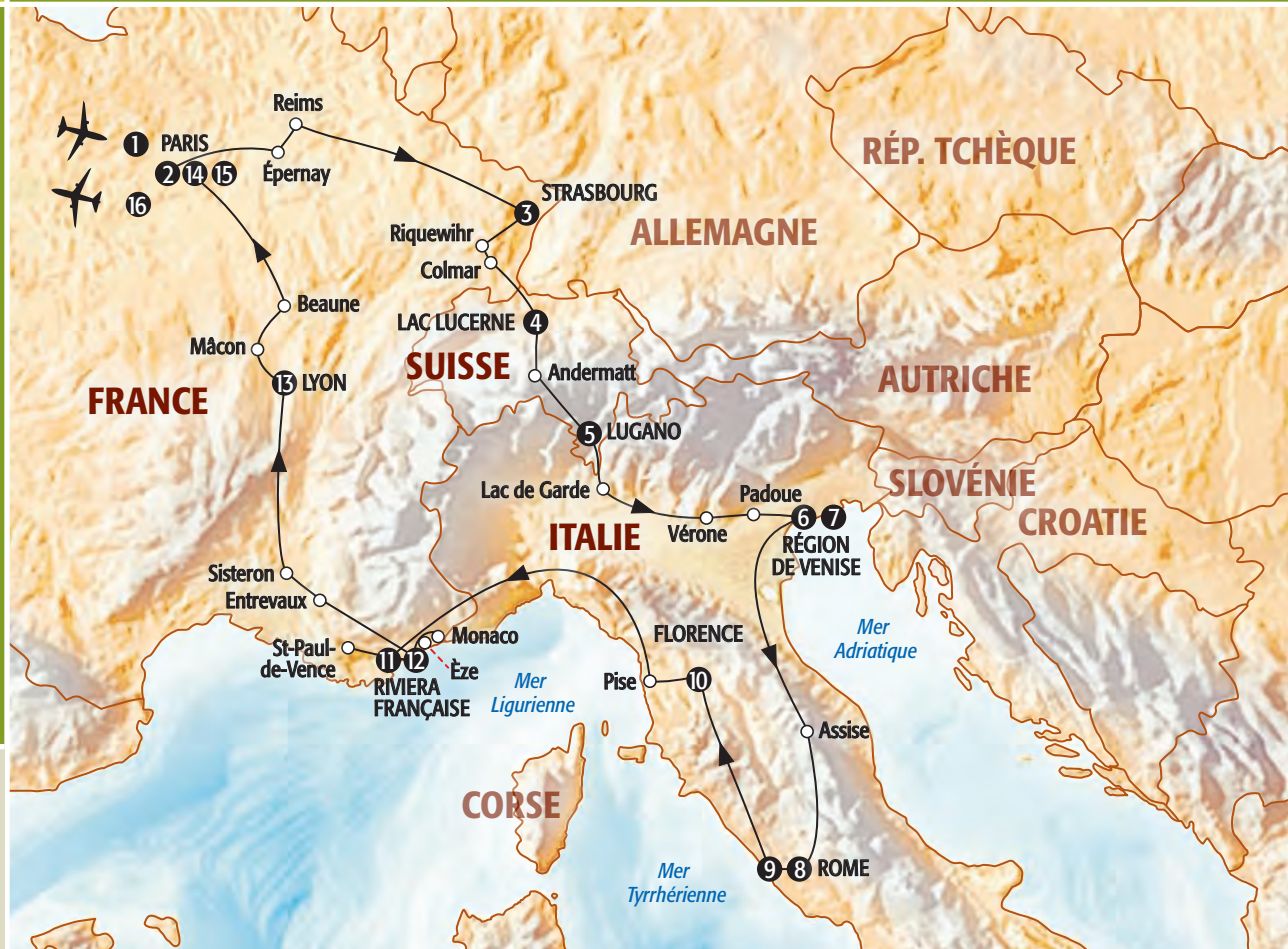 Reims
1 PARIS
2 14 15
Épernay
16
3
STRASBOURG
Riquewihr
Colmar
RÉP. TCHÈQUE
ALLEMAGNE
LAC LUCERNE 4
Beaune
Mâcon
13 LYON
FRANCE
SUISSE
Andermatt
AUTRICHE
5 LUGANO
Lac de Garde
Vérone
Padoue
6 7
RÉGION
DE VENISE
ITALIE
SLOVÉNIE
CROATIE
Sisteron
Entrevaux
St-Paul-
de-Vence
11 12
Monaco
Èze
RIVIERA
FRANÇAISE
Mer
Ligurienne
FLORENCE
Pise
10
Mer
Adriatique
Assise
CORSE
9 8 ROME
Mer
Tyrrhérienne